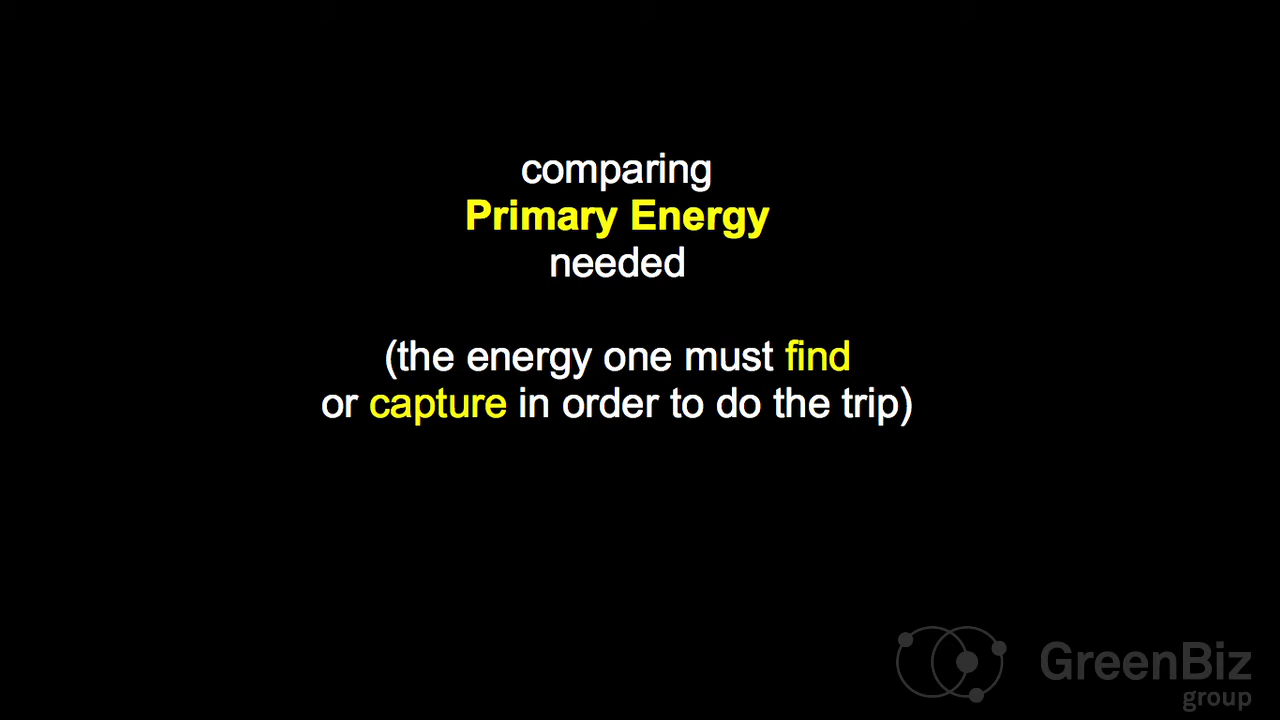 comparing
Primary Energy
needed
(the energy one must find
or capture in order to do the trip)
GreenBiz
group